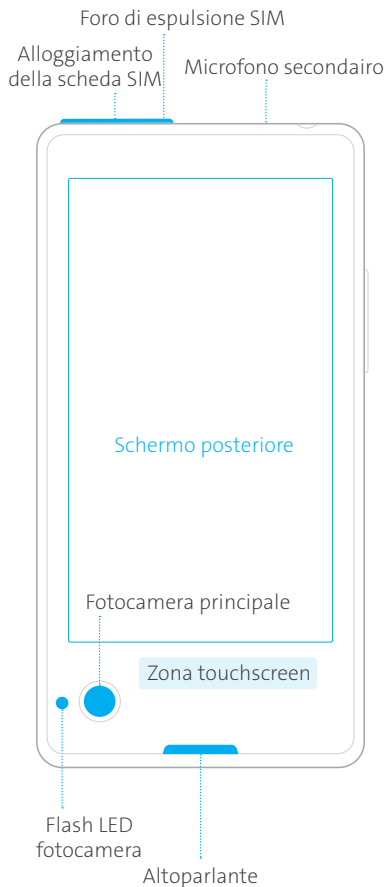 Foro di espulsione SIM
Alloggiamento
della scheda SIM
Microfono secondairo
Schermo posteriore
Fotocamera principale
Zona touchscreen
Flash LED
fotocamera
Altoparlante